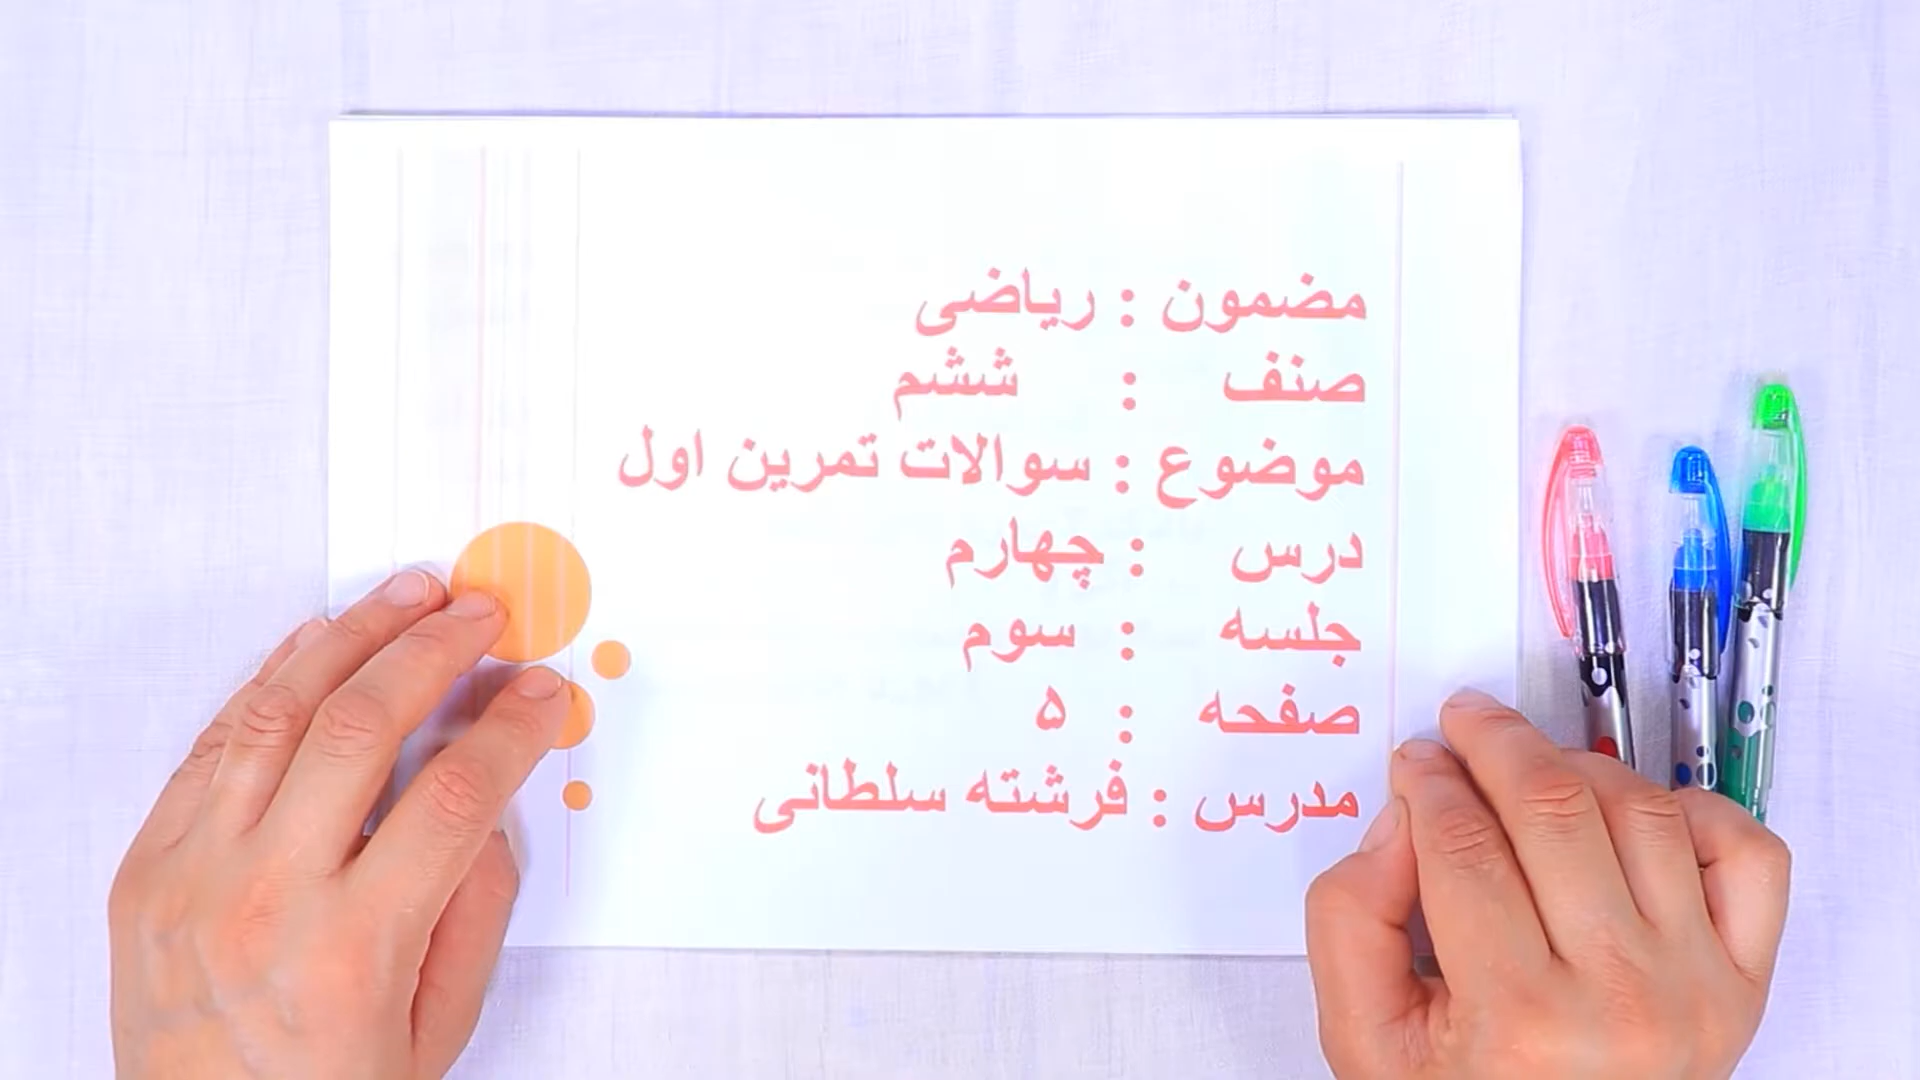 مضمون : ریاضی
صنف : ششم
موضوع : سوالات تمرین اول
درس : چهارم
جلسه : سوم
صفحه : ۵
مدرس : فرشته سلطانی